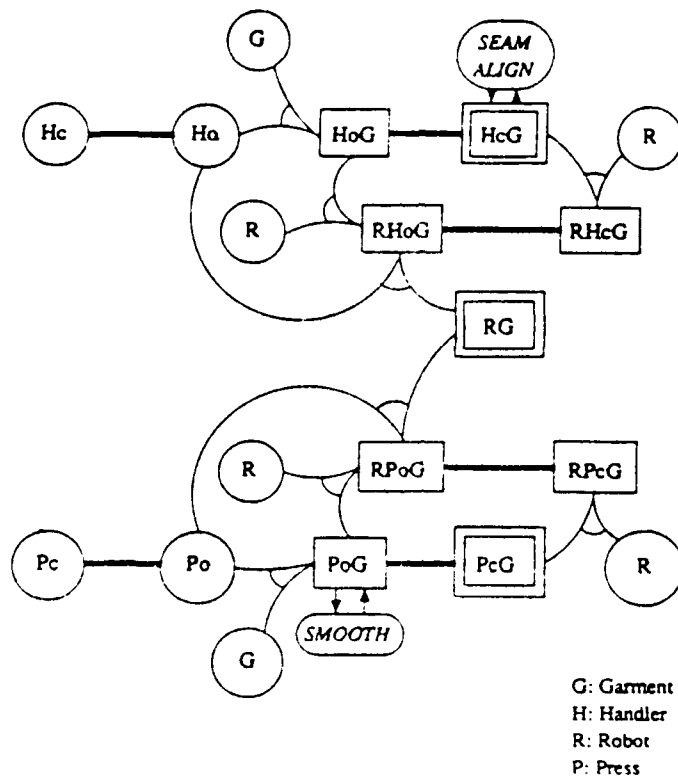 G
SEAM
ALIGN
Hc
Ho
HoG
HcG
R
R
RHoG
RHcG
RG
R
RPoG
RPcG
Pc
Po
PoG
PcG
R
SMOOTH
G
G: Garment
H: Handler
R: Robot
P: Press